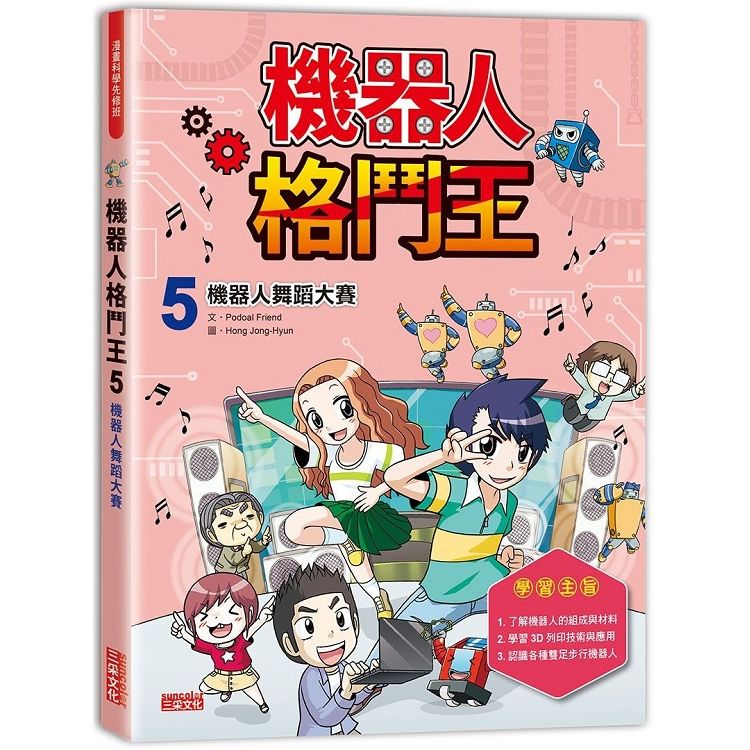 漫畫科學先修班
機器人格鬥王 5 機器人舞蹈大賽
suncolor
三采文化
機器人
格鬥王
5 機器人舞蹈大賽
文・Podoal Friend
圖・Hong Jong-Hyun
學習主旨
1. 了解機器人的組成與材料
2. 學習 3D 列印技術與應用
3. 認識各種雙足步行機器人
suncolor
三采文化